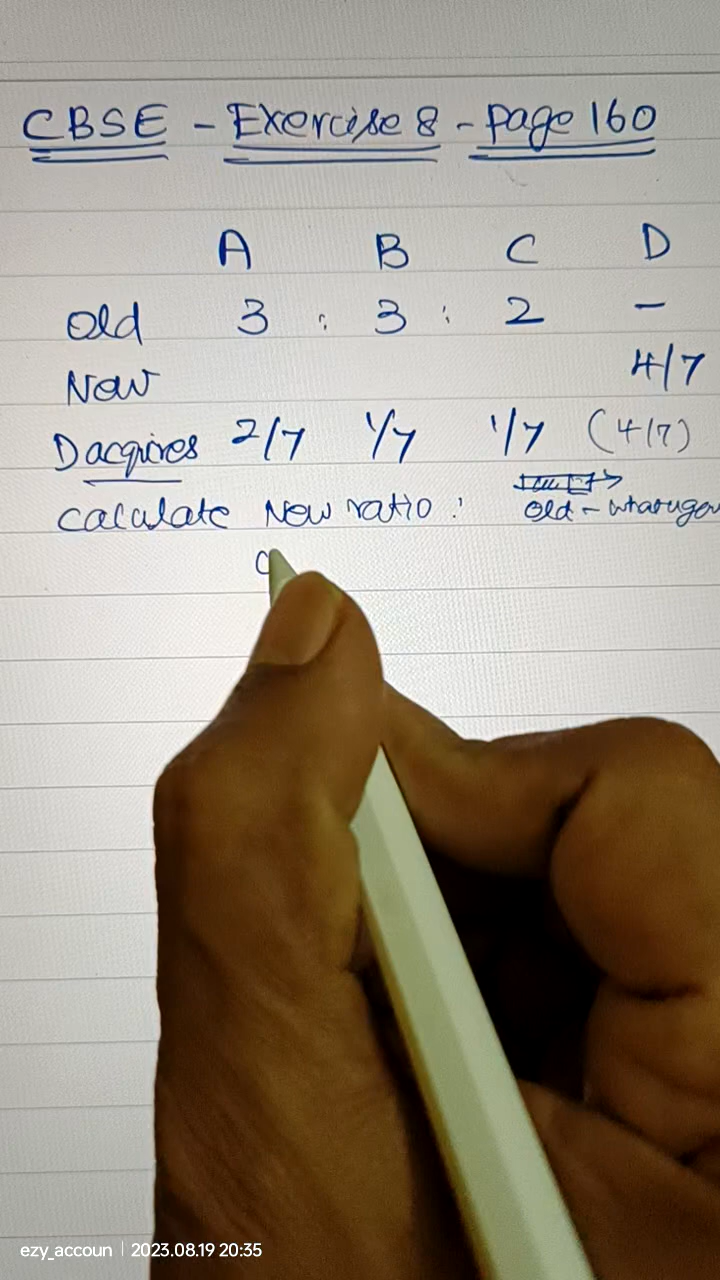 CBSE - Exercise 8 - page 160
A B C D
Old 3 : 3 : 2 -
New 4/7
D acquires 2/7 1/7 1/7 (4/7)
calculate New ratio : Old -
ezy_accoun | 2023.08.19 20:35